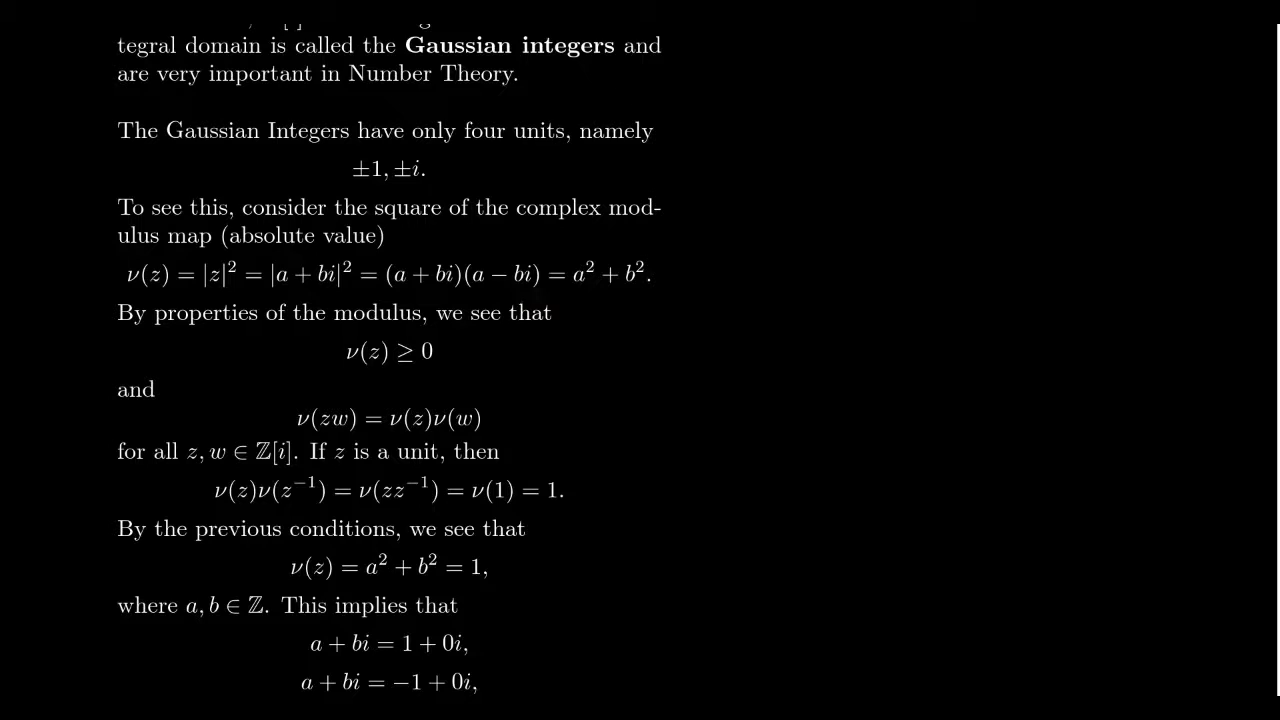 tegral domain is called the Gaussian integers and
are very important in Number Theory.
The Gaussian Integers have only four units, namely
±1, ±i.
To see this, consider the square of the complex mod-
ulus map (absolute value)
ν(z) = |z|² = |a + bi|² = (a + bi)(a − bi) = a² + b².
By properties of the modulus, we see that
ν(z) ≥ 0
and
ν(zw) = ν(z)ν(w)
for all z, w ∈ ℤ[i]. If z is a unit, then
ν(z)ν(z⁻¹) = ν(zz⁻¹) = ν(1) = 1.
By the previous conditions, we see that
ν(z) = a² + b² = 1,
where a, b ∈ ℤ. This implies that
a + bi = 1 + 0i,
a + bi = −1 + 0i,